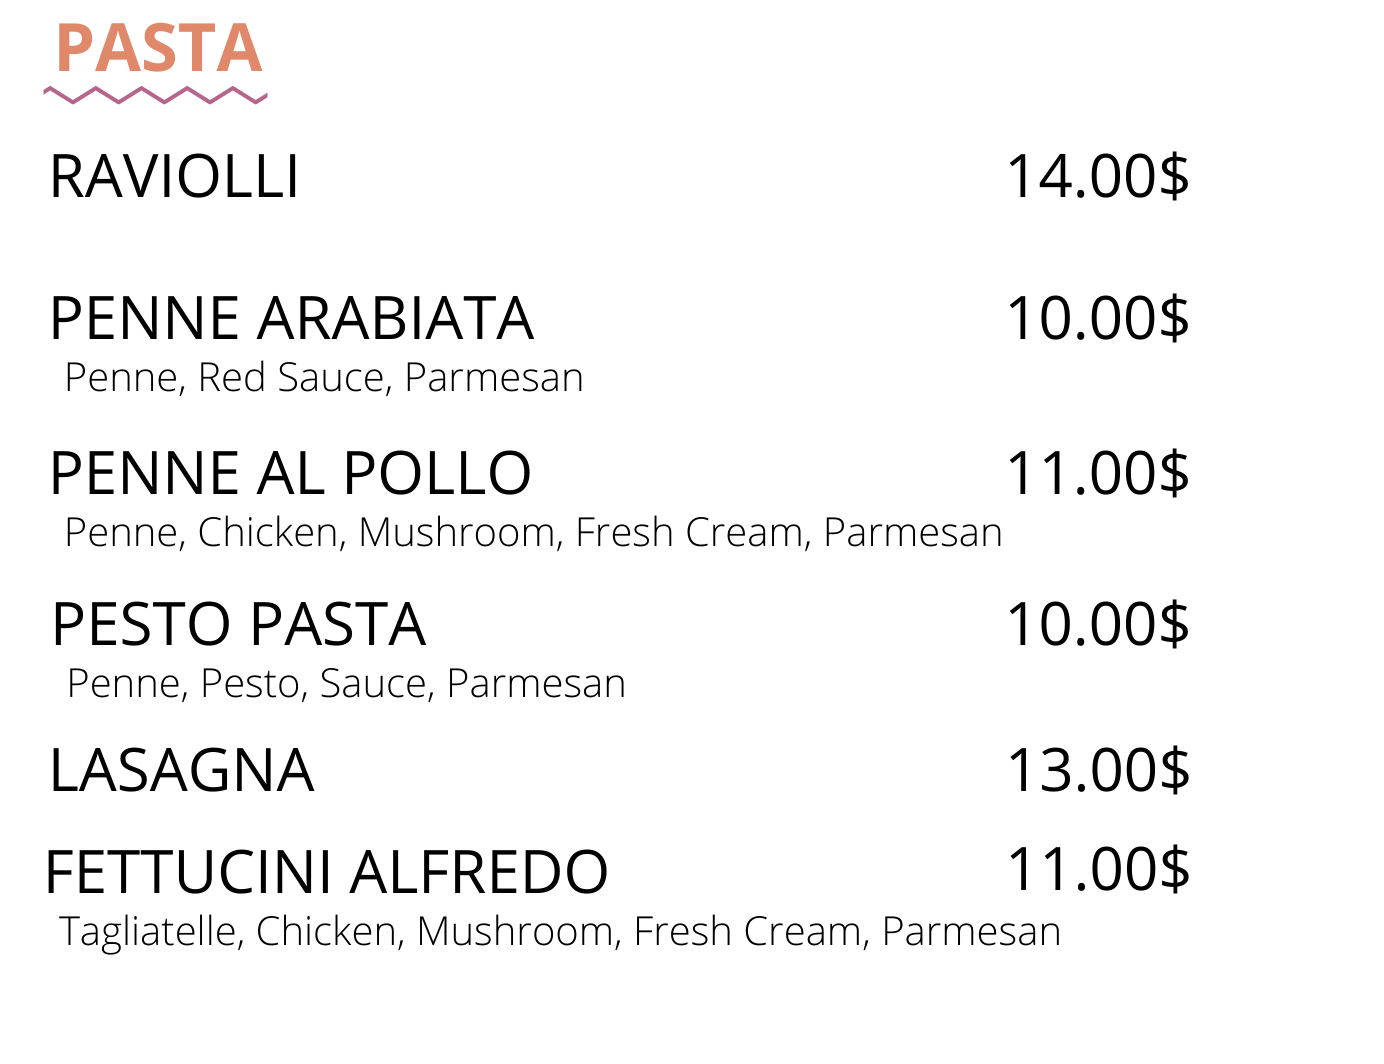 PASTA
RAVIOLLI 14.00$
PENNE ARABIATA 10.00$
Penne, Red Sauce, Parmesan
PENNE AL POLLO 11.00$
Penne, Chicken, Mushroom, Fresh Cream, Parmesan
PESTO PASTA 10.00$
Penne, Pesto, Sauce, Parmesan
LASAGNA 13.00$
FETTUCINI ALFREDO 11.00$
Tagliatelle, Chicken, Mushroom, Fresh Cream, Parmesan